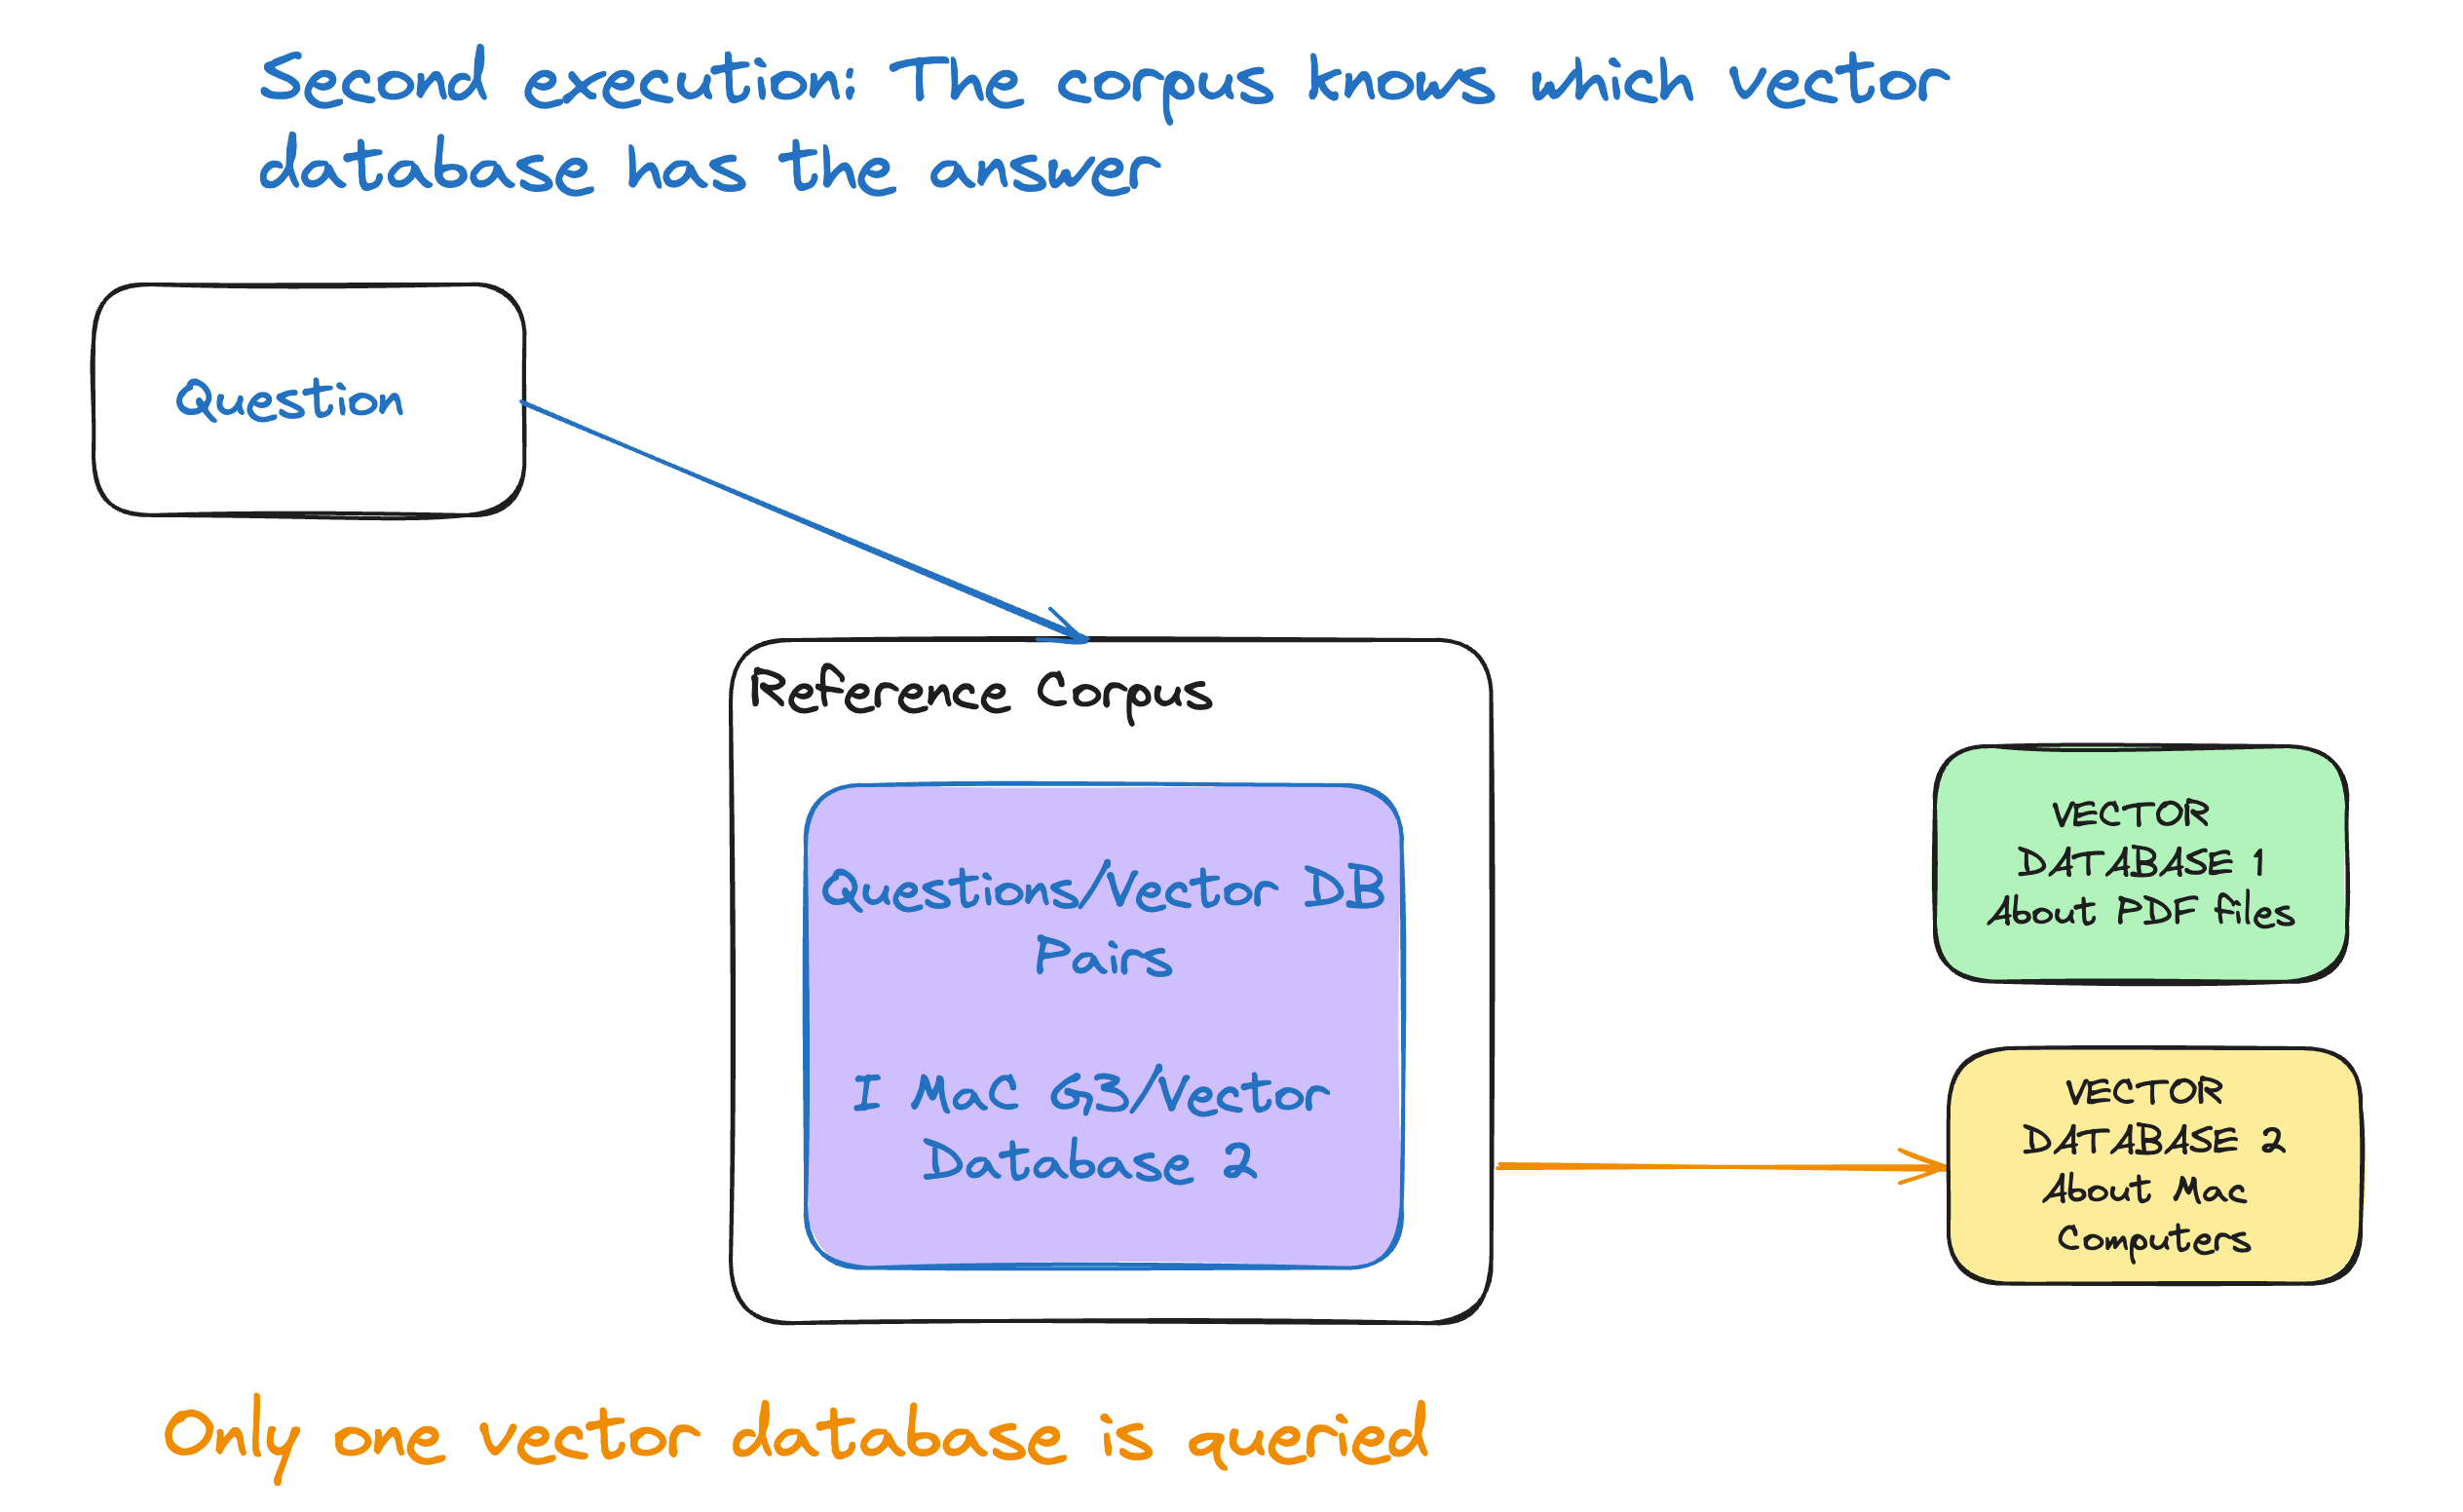 Second execution: The corpus knows which vector
database has the answer
Question
Reference Corpus
Questions/Vector DB
Pairs
I Mac G3/Vector
Database 2
VECTOR
DATABASE 1
About PDF files
VECTOR
DATABASE 2
About Mac
Computers
Only one vector database is queried